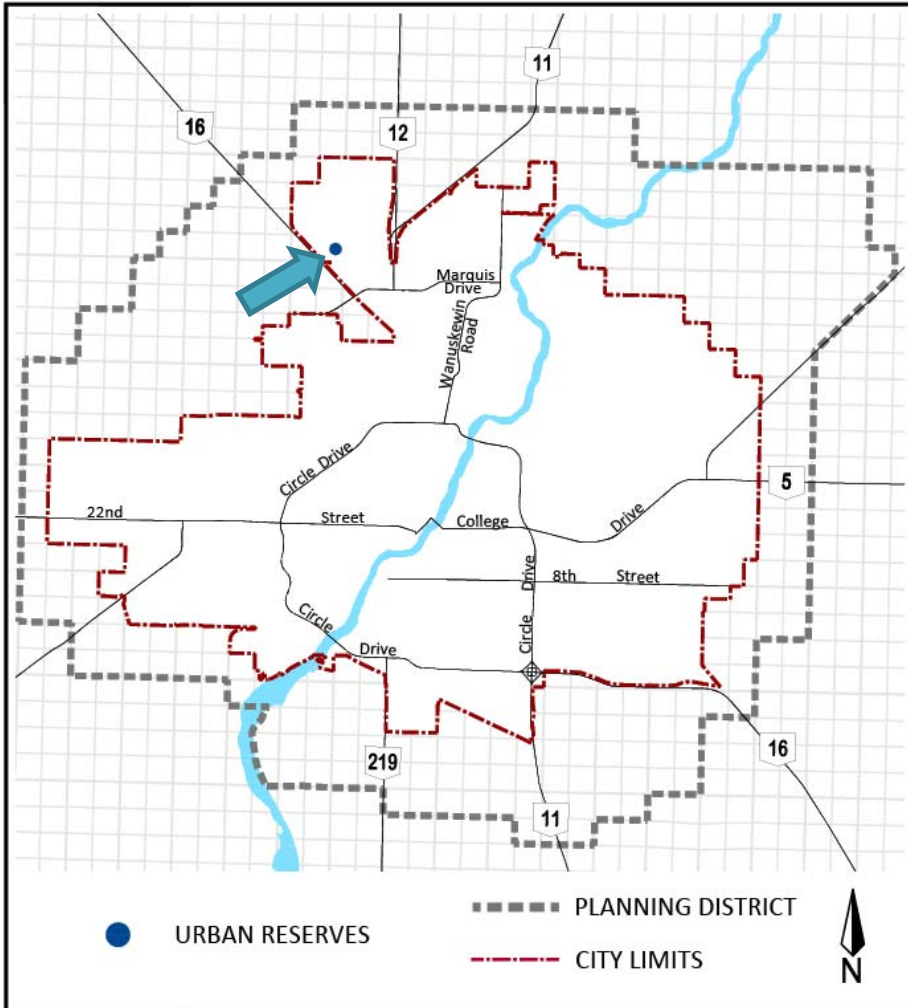 11
16
12
Marquis
Drive
Wanuskewin
Road
Circle Drive
5
22nd Street College Drive
8th Street
Circle Drive
Circle Drive
219
16
11
URBAN RESERVES
PLANNING DISTRICT
CITY LIMITS
N